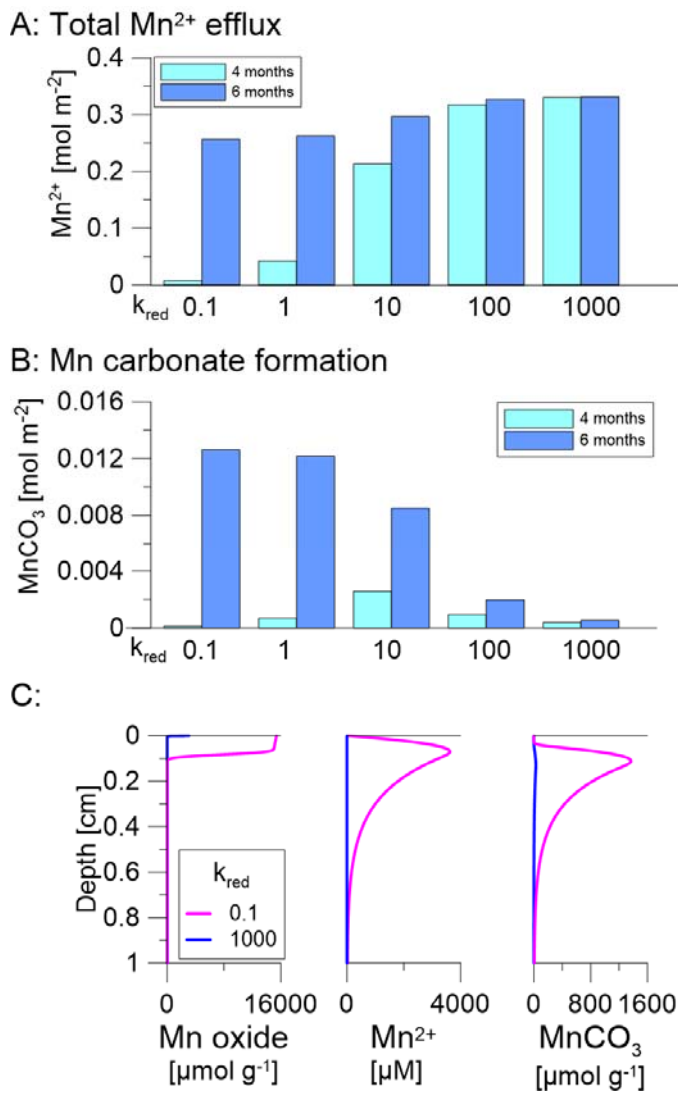 A: Total Mn²⁺ efflux
Mn²⁺ [mol m⁻²]
0.4
0.3
0.2
0.1
0
4 months
6 months
k_red 0.1 1 10 100 1000
B: Mn carbonate formation
MnCO₃ [mol m⁻²]
0.016
0.012
0.008
0.004
0
4 months
6 months
k_red 0.1 1 10 100 1000
C:
Depth [cm]
0
0.2
0.4
0.6
0.8
1
k_red
0.1
1000
0 16000 0 4000 0 1600
Mn oxide Mn²⁺ MnCO₃
[µmol g⁻¹] [µM] [µmol g⁻¹]